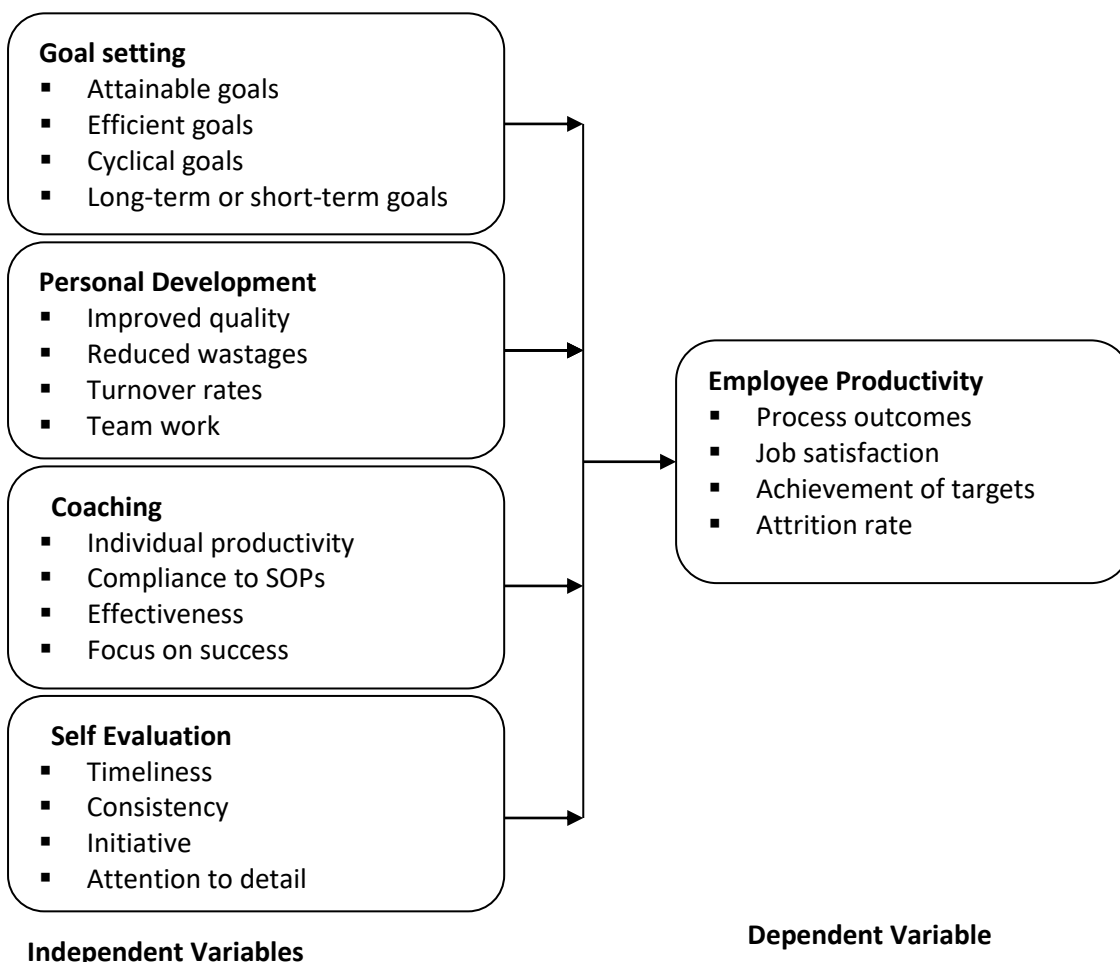 Goal setting
▪ Attainable goals
▪ Efficient goals
▪ Cyclical goals
▪ Long-term or short-term goals
Personal Development
▪ Improved quality
▪ Reduced wastages
▪ Turnover rates
▪ Team work
Coaching
▪ Individual productivity
▪ Compliance to SOPs
▪ Effectiveness
▪ Focus on success
Self Evaluation
▪ Timeliness
▪ Consistency
▪ Initiative
▪ Attention to detail
Independent Variables
Employee Productivity
▪ Process outcomes
▪ Job satisfaction
▪ Achievement of targets
▪ Attrition rate
Dependent Variable